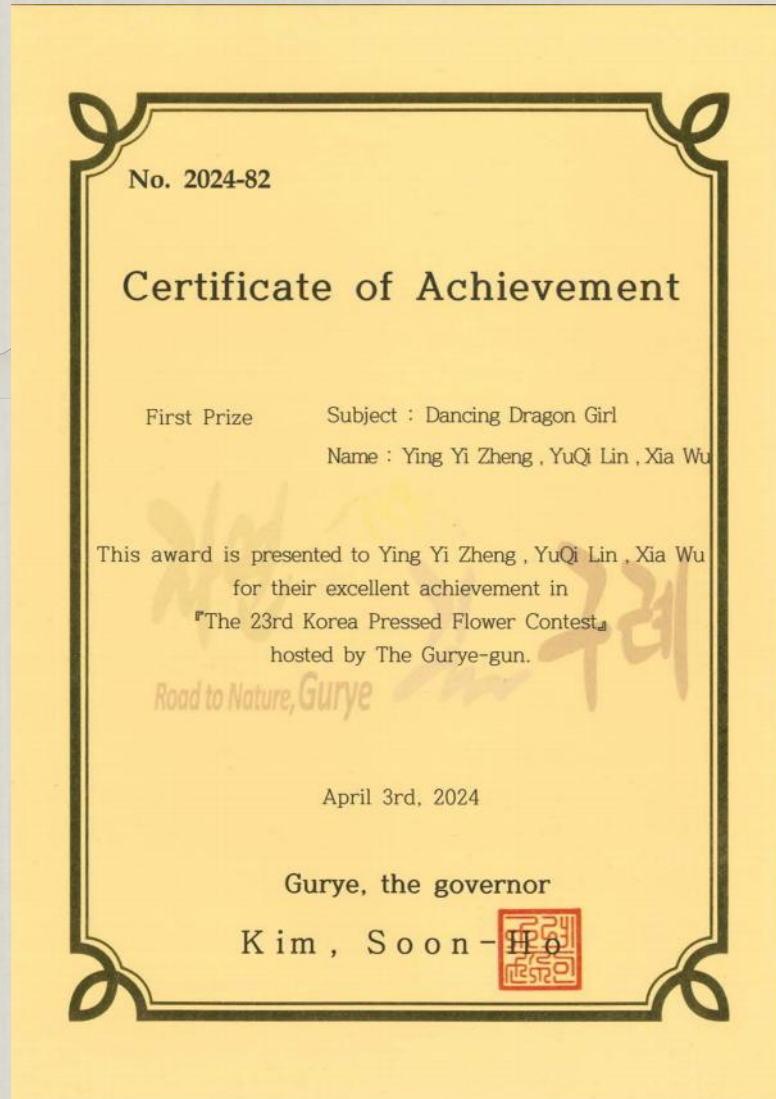 No. 2024-82
Certificate of Achievement
First Prize
Subject : Dancing Dragon Girl
Name : Ying Yi Zheng , YuQi Lin , Xia Wu
This award is presented to Ying Yi Zheng , YuQi Lin , Xia Wu
for their excellent achievement in
『The 23rd Korea Pressed Flower Contest』
hosted by The Gurye-gun.
구례
Road to Nature, Gurye
April 3rd, 2024
Gurye, the governor
Kim, Soon-Ho